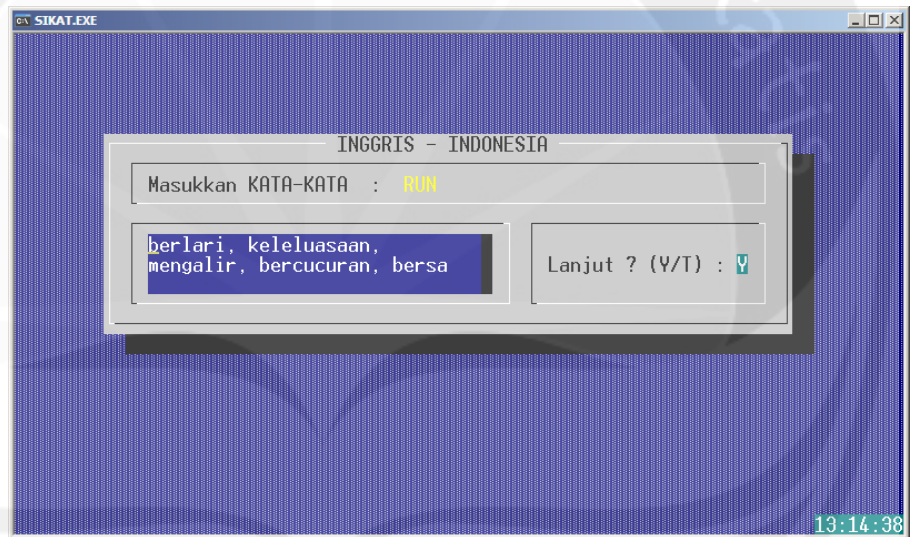 SIKAT.EXE
INGGRIS - INDONESIA
Masukkan KATA-KATA : RUN
berlari, keleluasaan,
mengalir, bercucuran, bersa
Lanjut ? (Y/T) : Y
13:14:38